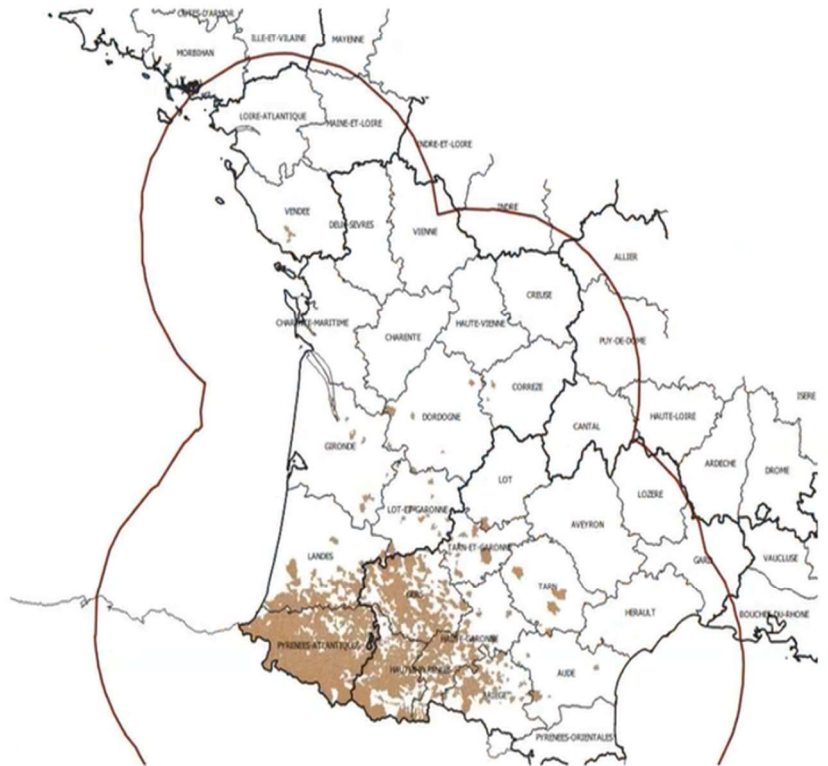 COTES-D'ARMOR
MORBIHAN
ILLE-ET-VILAINE
MAYENNE
LOIRE-ATLANTIQUE
MAINE-ET-LOIRE
INDRE-ET-LOIRE
VENDEE
DEUX-SEVRES
VIENNE
INDRE
ALLIER
CREUSE
CHARENTE-MARITIME
CHARENTE
HAUTE-VIENNE
PUY-DE-DOME
CORREZE
DORDOGNE
CANTAL
HAUTE-LOIRE
ISERE
GIRONDE
LOT
ARDECHE
DROME
LOZERE
LOT-ET-GARONNE
AVEYRON
LANDES
TARN-ET-GARONNE
GARD
VAUCLUSE
GERS
TARN
HERAULT
BOUCHES-DU-RHONE
PYRENEES-ATLANTIQUES
HAUTE-GARONNE
HAUTES-PYRENEES
AUDE
ARIEGE
PYRENEES-ORIENTALES